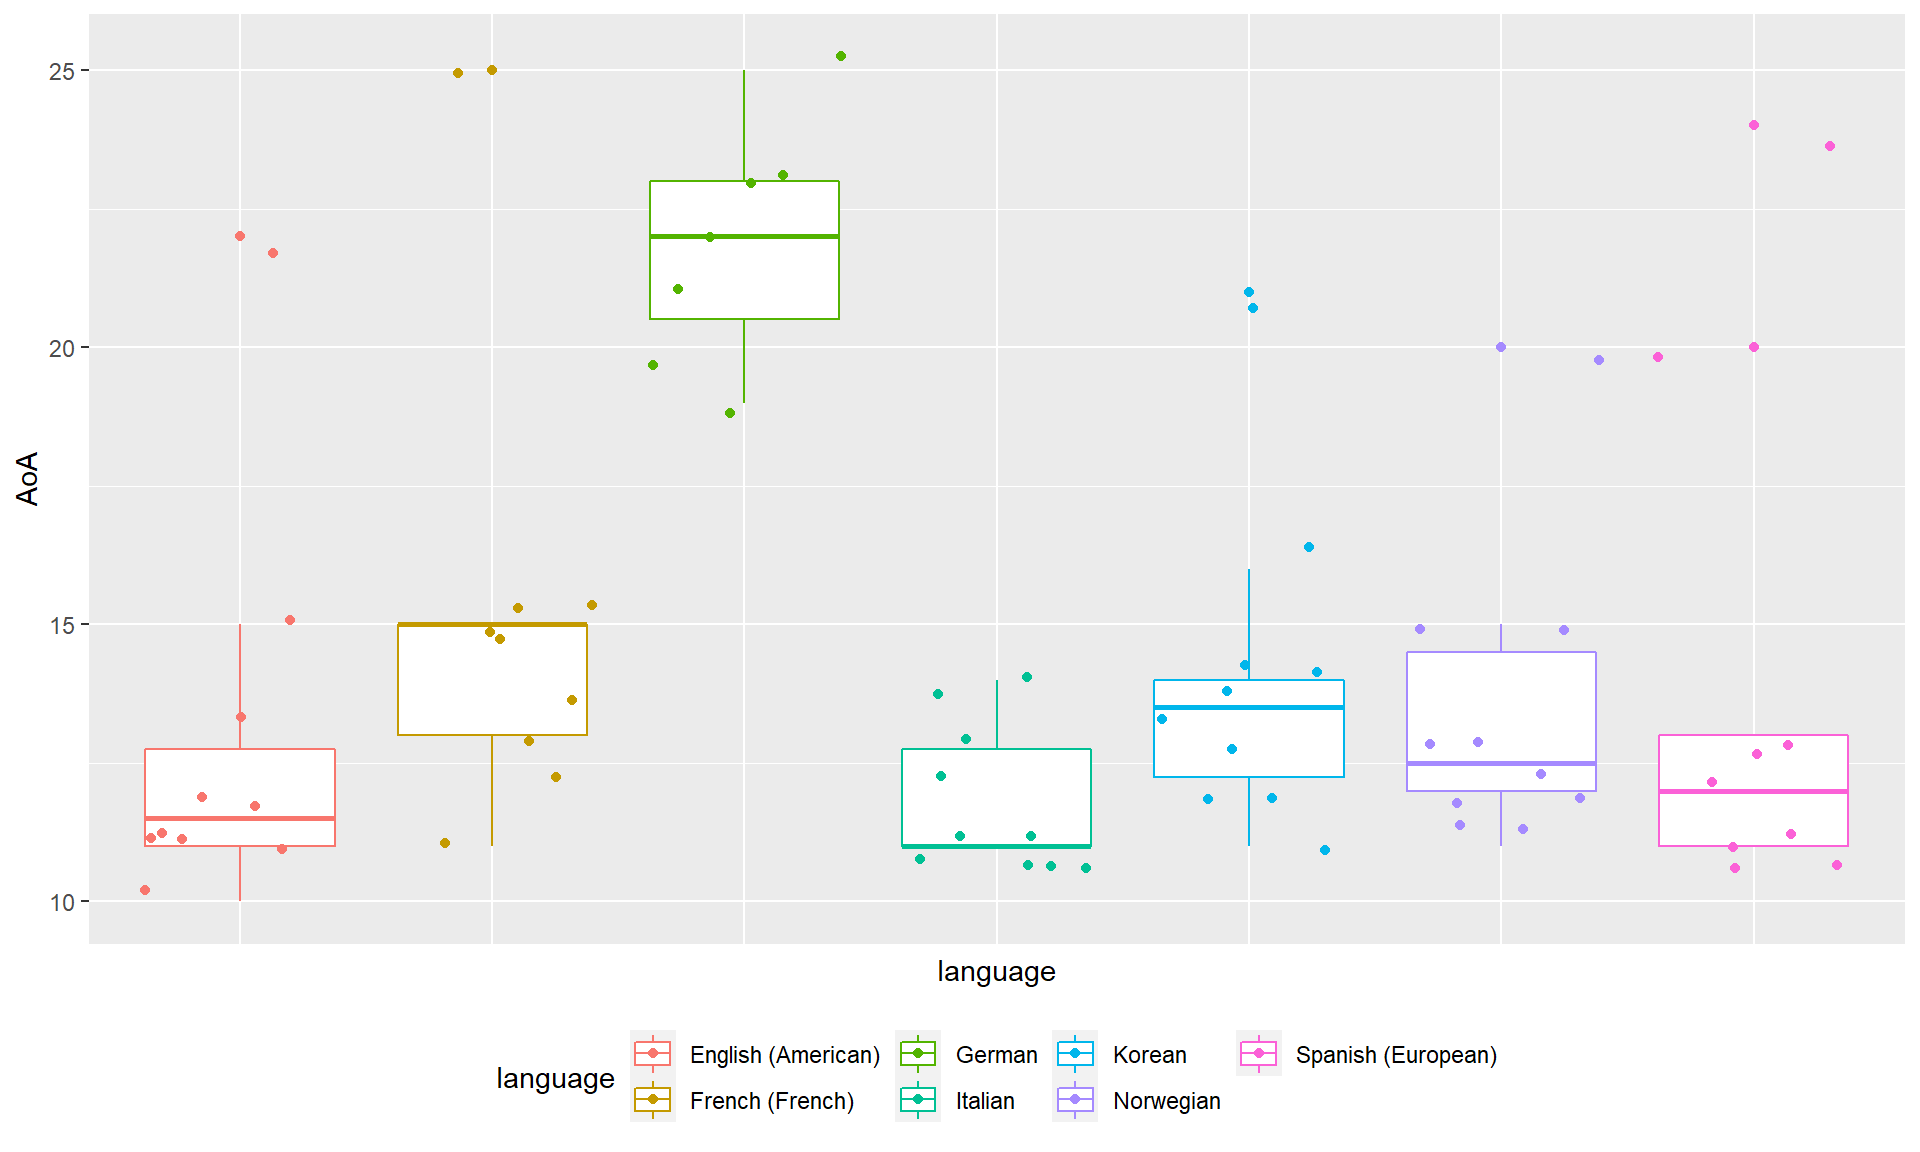 25
20
15
10
AoA
language
language
English (American)
German
Korean
Spanish (European)
French (French)
Italian
Norwegian